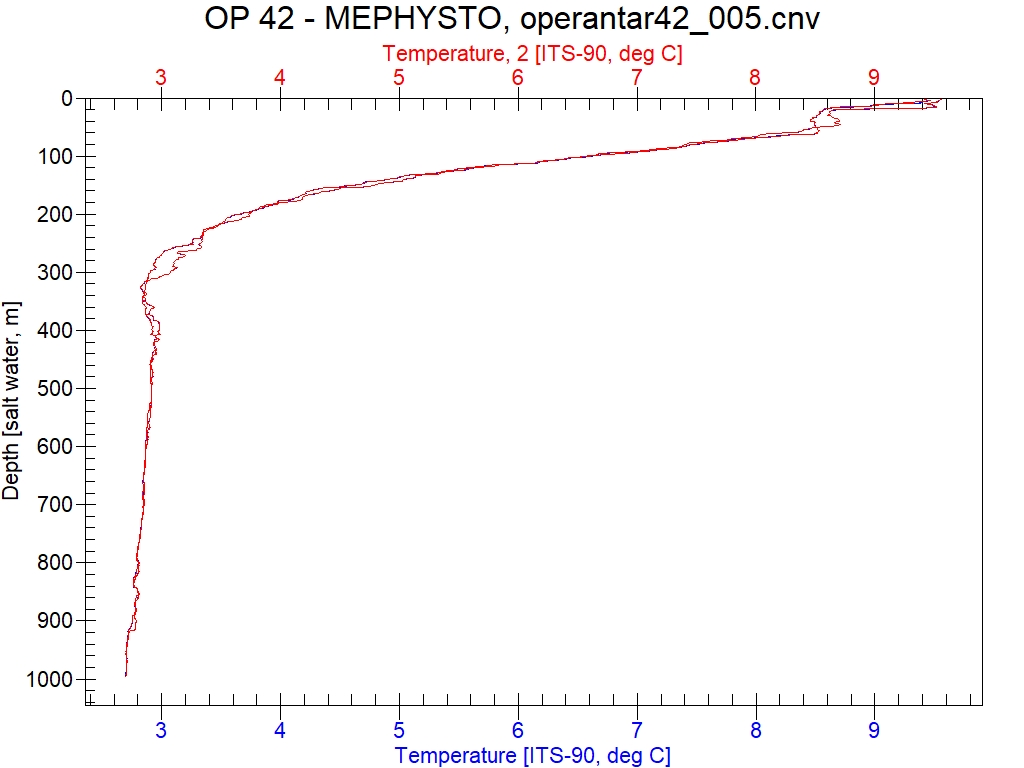 OP 42 - MEPHYSTO, operantar42_005.cnv
Temperature, 2 [ITS-90, deg C]
3 4 5 6 7 8 9
0
100
200
300
400
500
600
700
800
900
1000
Depth [salt water, m]
3 4 5 6 7 8 9
Temperature [ITS-90, deg C]